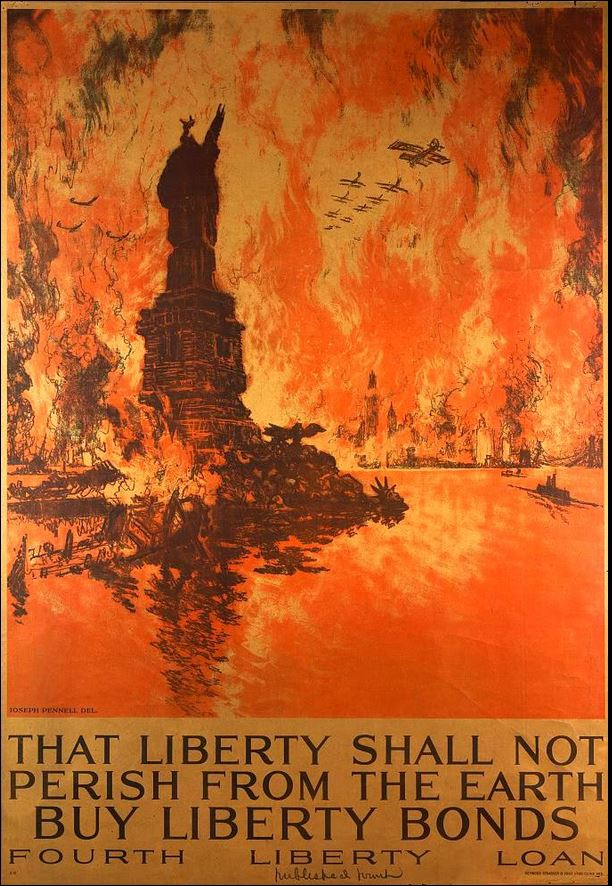 JOSEPH PENNELL DEL.
THAT LIBERTY SHALL NOT
PERISH FROM THE EARTH
BUY LIBERTY BONDS
FOURTH LIBERTY LOAN